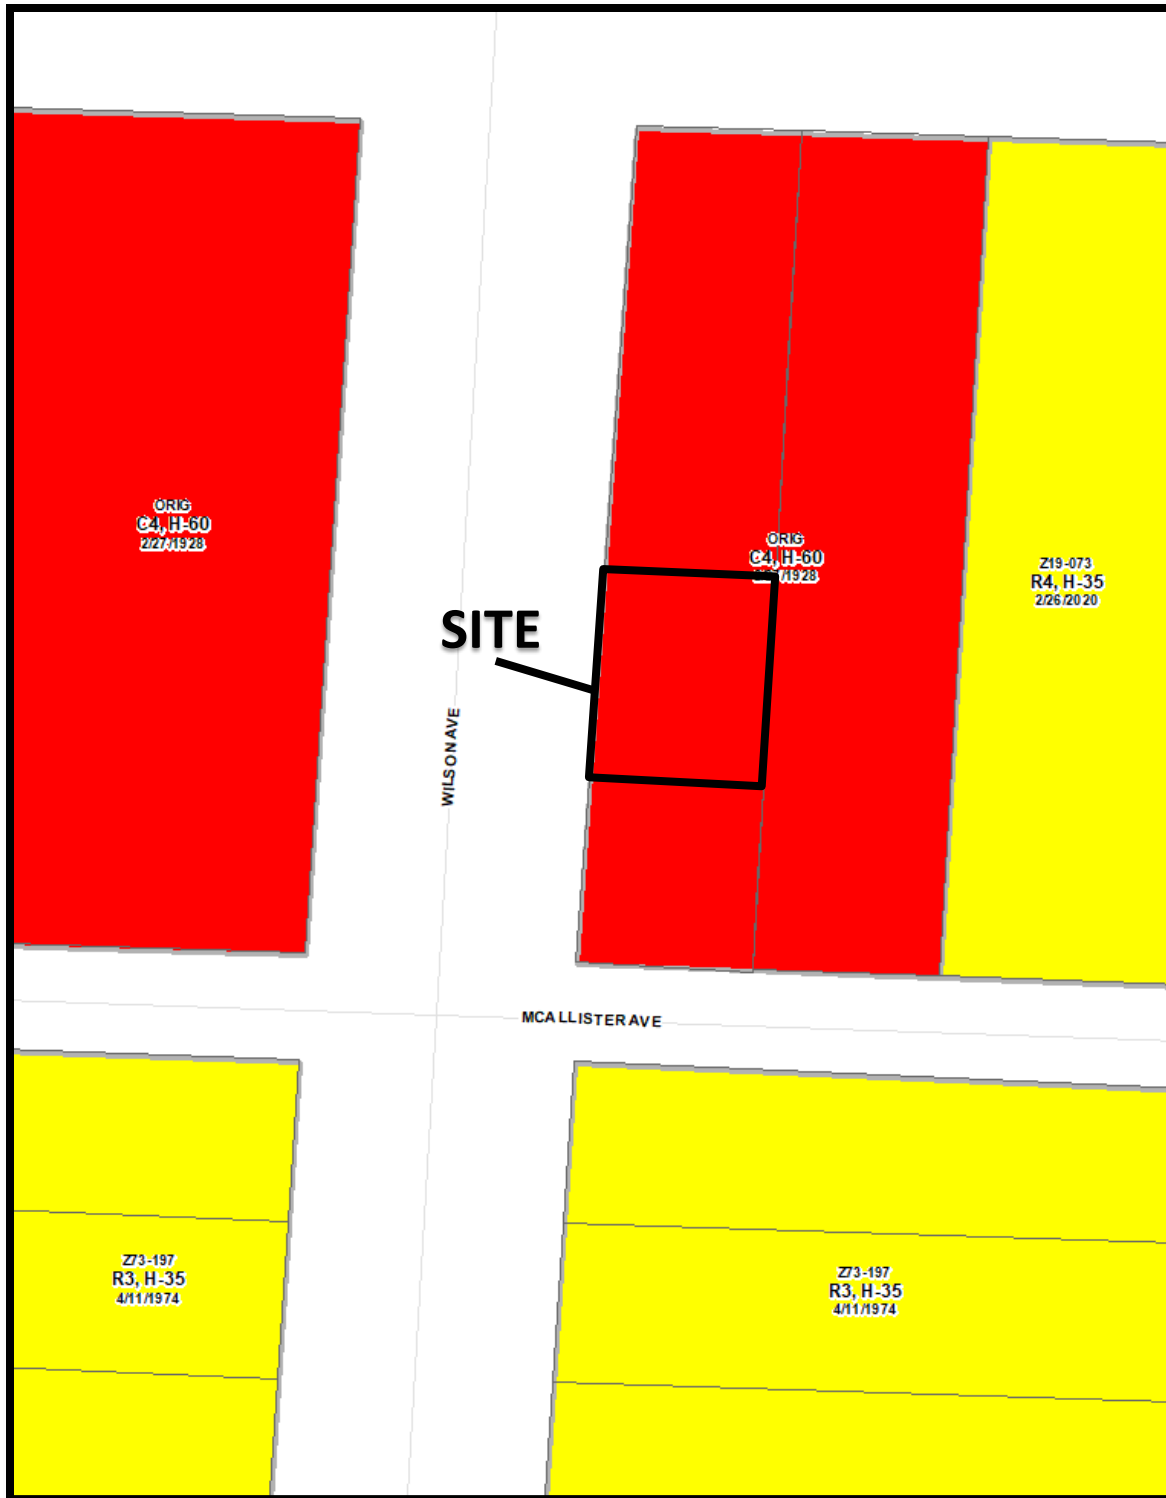 ORIG
C4, H-60
2/27/1928
ORIG
C4, H-60
/1928
Z19-073
R4, H-35
2/26/2020
SITE
WILSON AVE
MCALLISTER AVE
Z73-197
R3, H-35
4/11/1974
Z73-197
R3, H-35
4/11/1974